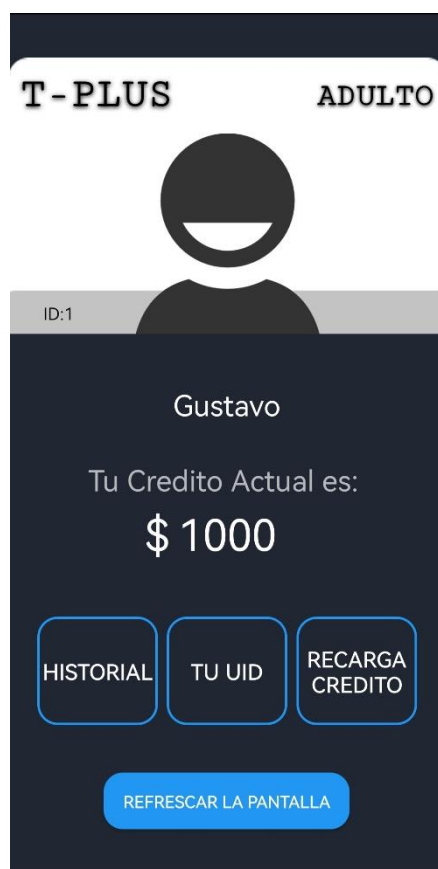 T-PLUS ADULTO
ID:1
Gustavo
Tu Credito Actual es:
$ 1000
HISTORIAL
TU UID
RECARGA
CREDITO
REFRESCAR LA PANTALLA